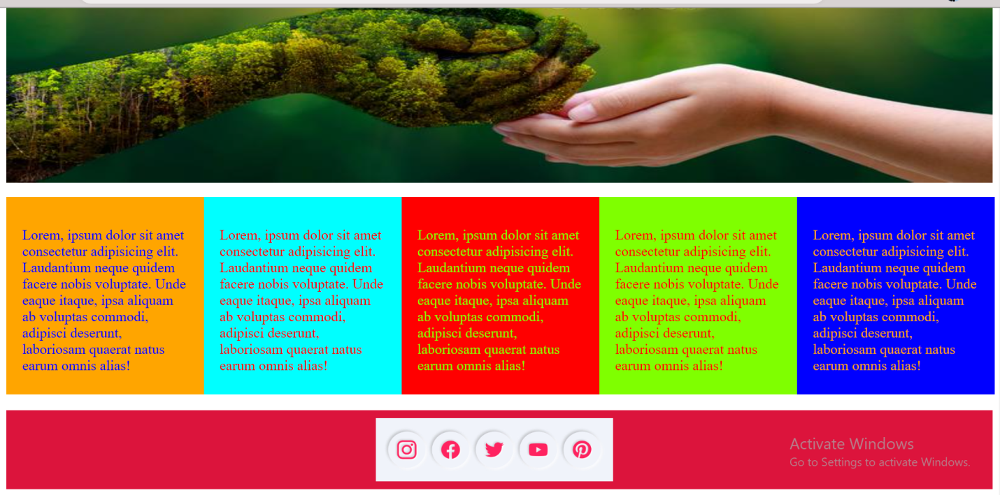 Lorem, ipsum dolor sit amet
consectetur adipisicing elit.
Laudantium neque quidem
facere nobis voluptate. Unde
eaque itaque, ipsa aliquam
ab voluptas commodi,
adipisci deserunt,
laboriosam quaerat natus
earum omnis alias!
Lorem, ipsum dolor sit amet
consectetur adipisicing elit.
Laudantium neque quidem
facere nobis voluptate. Unde
eaque itaque, ipsa aliquam
ab voluptas commodi,
adipisci deserunt,
laboriosam quaerat natus
earum omnis alias!
Lorem, ipsum dolor sit amet
consectetur adipisicing elit.
Laudantium neque quidem
facere nobis voluptate. Unde
eaque itaque, ipsa aliquam
ab voluptas commodi,
adipisci deserunt,
laboriosam quaerat natus
earum omnis alias!
Lorem, ipsum dolor sit amet
consectetur adipisicing elit.
Laudantium neque quidem
facere nobis voluptate. Unde
eaque itaque, ipsa aliquam
ab voluptas commodi,
adipisci deserunt,
laboriosam quaerat natus
earum omnis alias!
Lorem, ipsum dolor sit amet
consectetur adipisicing elit.
Laudantium neque quidem
facere nobis voluptate. Unde
eaque itaque, ipsa aliquam
ab voluptas commodi,
adipisci deserunt,
laboriosam quaerat natus
earum omnis alias!
Activate Windows
Go to Settings to activate Windows.